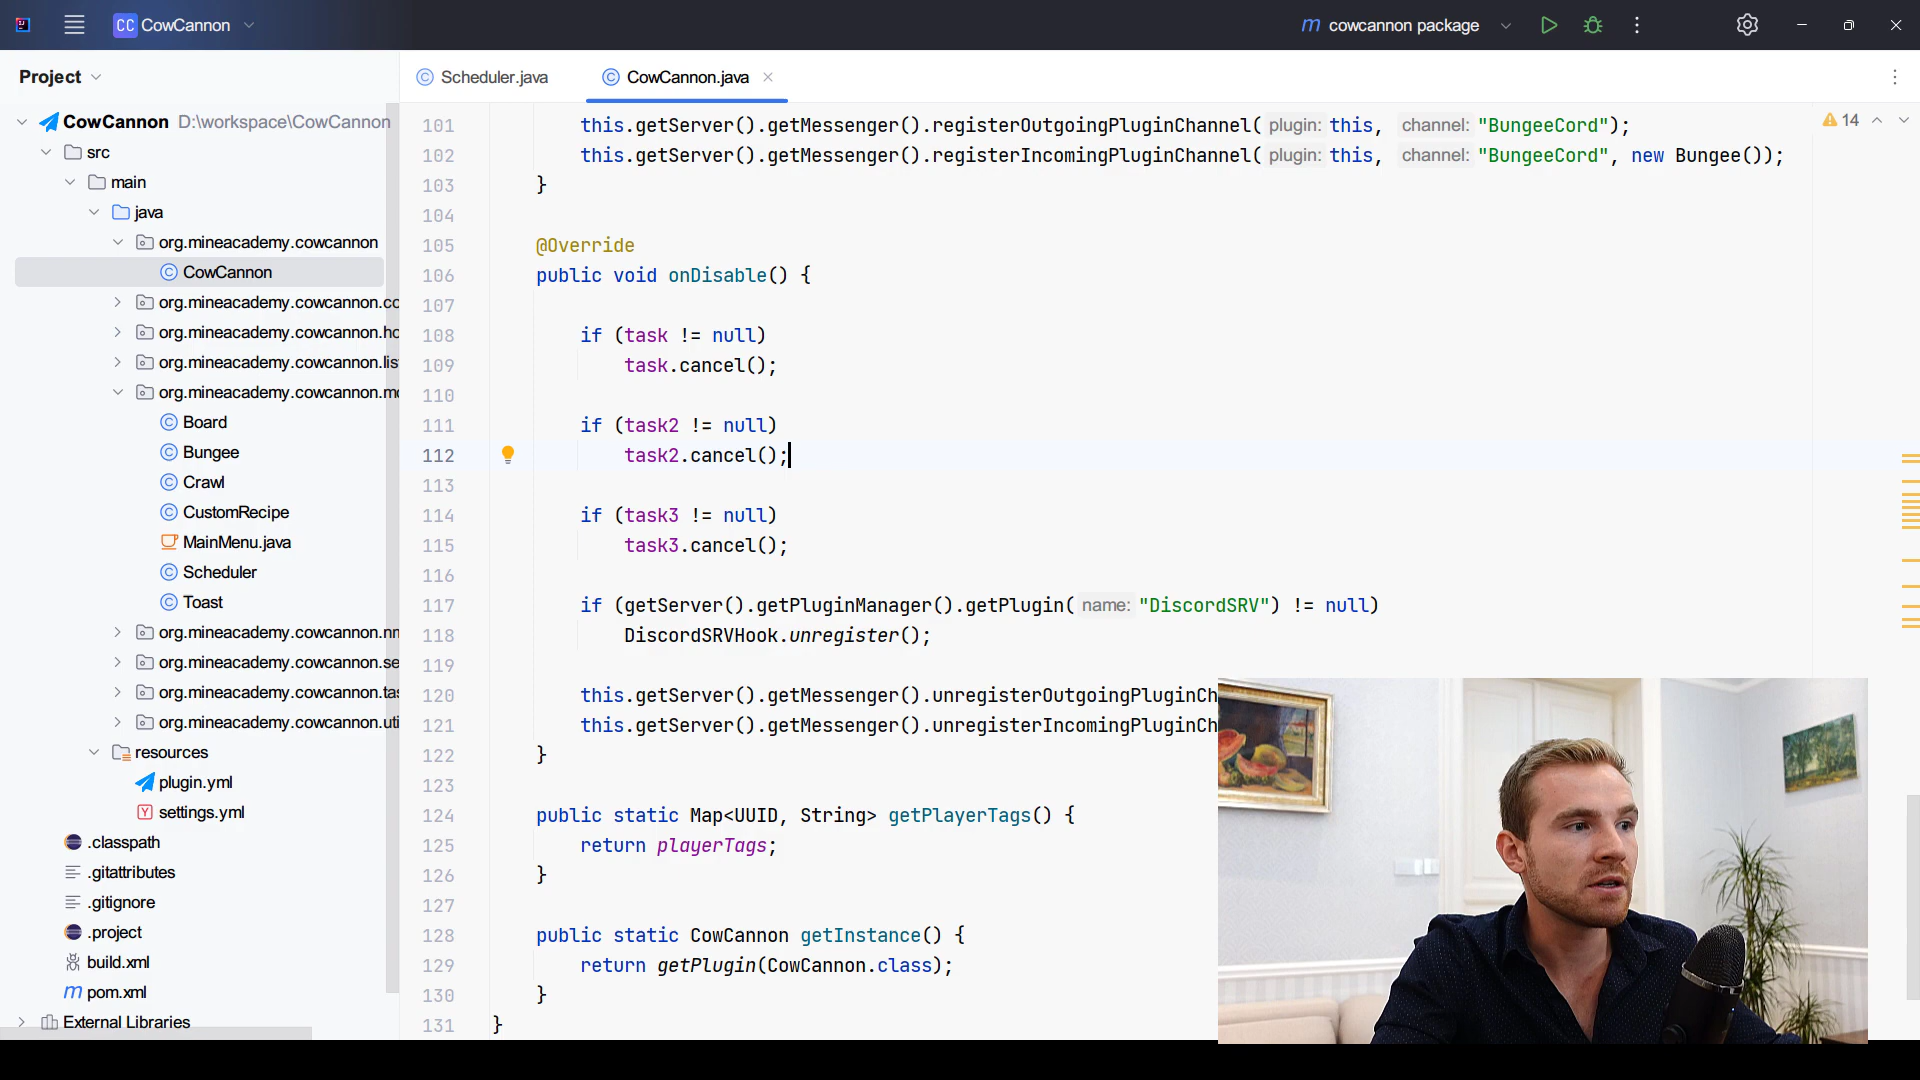 CC CowCannon
m cowcannon package
Project
Scheduler.java
CowCannon.java
14
CowCannon D:\workspace\CowCannon
src
main
java
org.mineacademy.cowcannon
CowCannon
org.mineacademy.cowcannon.co
org.mineacademy.cowcannon.ho
org.mineacademy.cowcannon.lis
org.mineacademy.cowcannon.mo
Board
Bungee
Crawl
CustomRecipe
MainMenu.java
Scheduler
Toast
org.mineacademy.cowcannon.nm
org.mineacademy.cowcannon.se
org.mineacademy.cowcannon.tas
org.mineacademy.cowcannon.uti
resources
plugin.yml
Y settings.yml
.classpath
.gitattributes
.gitignore
.project
build.xml
m pom.xml
External Libraries
101 this.getServer().getMessenger().registerOutgoingPluginChannel( plugin: this, channel: "BungeeCord");
102 this.getServer().getMessenger().registerIncomingPluginChannel( plugin: this, channel: "BungeeCord", new Bungee());
103 }
104
105 @Override
106 public void onDisable() {
107
108 if (task != null)
109 task.cancel();
110
111 if (task2 != null)
112 task2.cancel();
113
114 if (task3 != null)
115 task3.cancel();
116
117 if (getServer().getPluginManager().getPlugin( name: "DiscordSRV") != null)
118 DiscordSRVHook.unregister();
119
120 this.getServer().getMessenger().unregisterOutgoingPluginCh
121 this.getServer().getMessenger().unregisterIncomingPluginCh
122 }
123
124 public static Map<UUID, String> getPlayerTags() {
125 return playerTags;
126 }
127
128 public static CowCannon getInstance() {
129 return getPlugin(CowCannon.class);
130 }
131 }